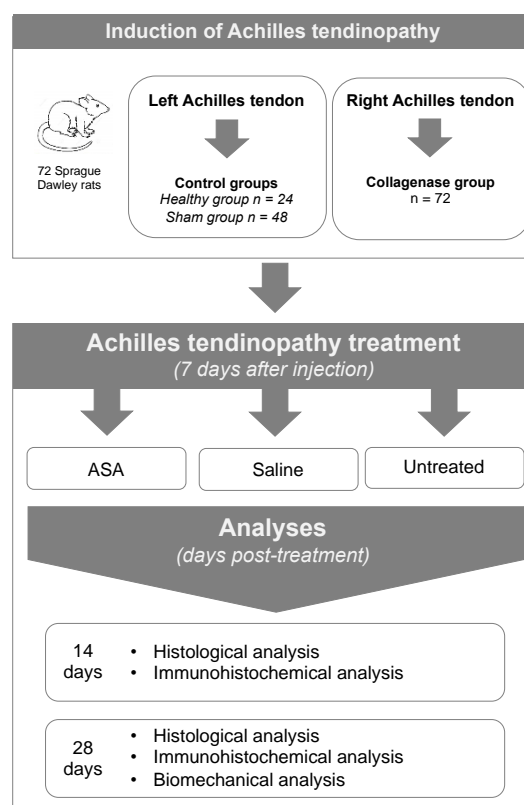 Induction of Achilles tendinopathy
72 Sprague
Dawley rats
Left Achilles tendon
Control groups
Healthy group n = 24
Sham group n = 48
Right Achilles tendon
Collagenase group
n = 72
Achilles tendinopathy treatment
(7 days after injection)
ASA
Saline
Untreated
Analyses
(days post-treatment)
14
days
• Histological analysis
• Immunohistochemical analysis
28
days
• Histological analysis
• Immunohistochemical analysis
• Biomechanical analysis